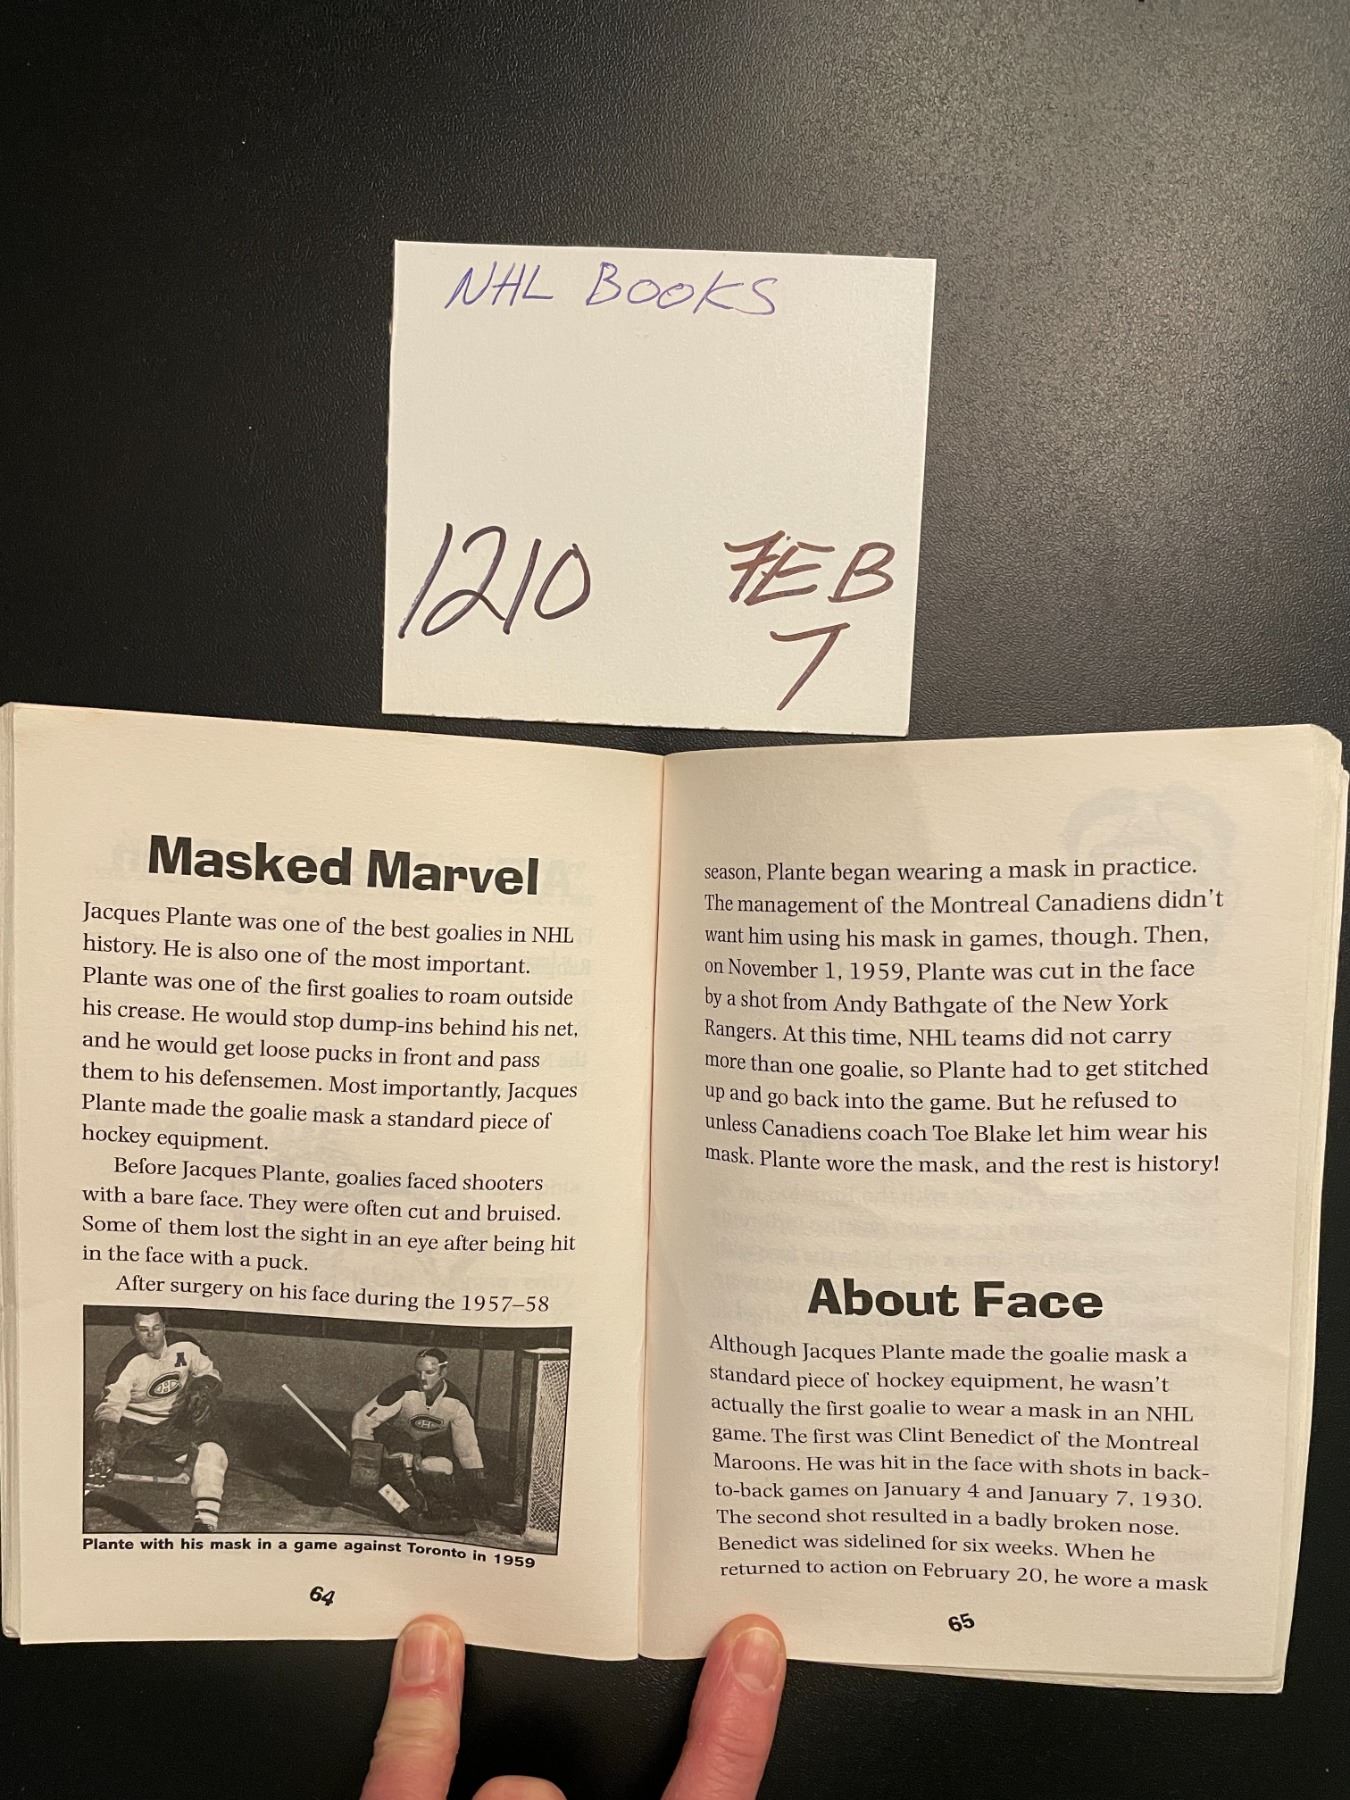 NHL BOOKS
1210
FEB
7
Masked Marvel
Jacques Plante was one of the best goalies in NHL
history. He is also one of the most important.
Plante was one of the first goalies to roam outside
his crease. He would stop dump-ins behind his net,
and he would get loose pucks in front and pass
them to his defensemen. Most importantly, Jacques
Plante made the goalie mask a standard piece of
hockey equipment.
Before Jacques Plante, goalies faced shooters
with a bare face. They were often cut and bruised.
Some of them lost the sight in an eye after being hit
in the face with a puck.
After surgery on his face during the 1957–58
A
Plante with his mask in a game against Toronto in 1959
64
season, Plante began wearing a mask in practice.
The management of the Montreal Canadiens didn't
want him using his mask in games, though. Then,
on November 1, 1959, Plante was cut in the face
by a shot from Andy Bathgate of the New York
Rangers. At this time, NHL teams did not carry
more than one goalie, so Plante had to get stitched
up and go back into the game. But he refused to
unless Canadiens coach Toe Blake let him wear his
mask. Plante wore the mask, and the rest is history!
About Face
Although Jacques Plante made the goalie mask a
standard piece of hockey equipment, he wasn't
actually the first goalie to wear a mask in an NHL
game. The first was Clint Benedict of the Montreal
Maroons. He was hit in the face with shots in back-
to-back games on January 4 and January 7, 1930.
The second shot resulted in a badly broken nose.
Benedict was sidelined for six weeks. When he
returned to action on February 20, he wore a mask
65